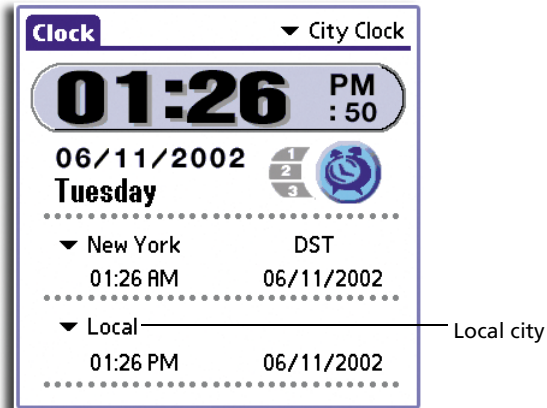 Clock
City Clock
01:26 PM
: 50
06/11/2002
1
2
3
Tuesday
New York DST
01:26 AM 06/11/2002
Local
Local city
01:26 PM 06/11/2002